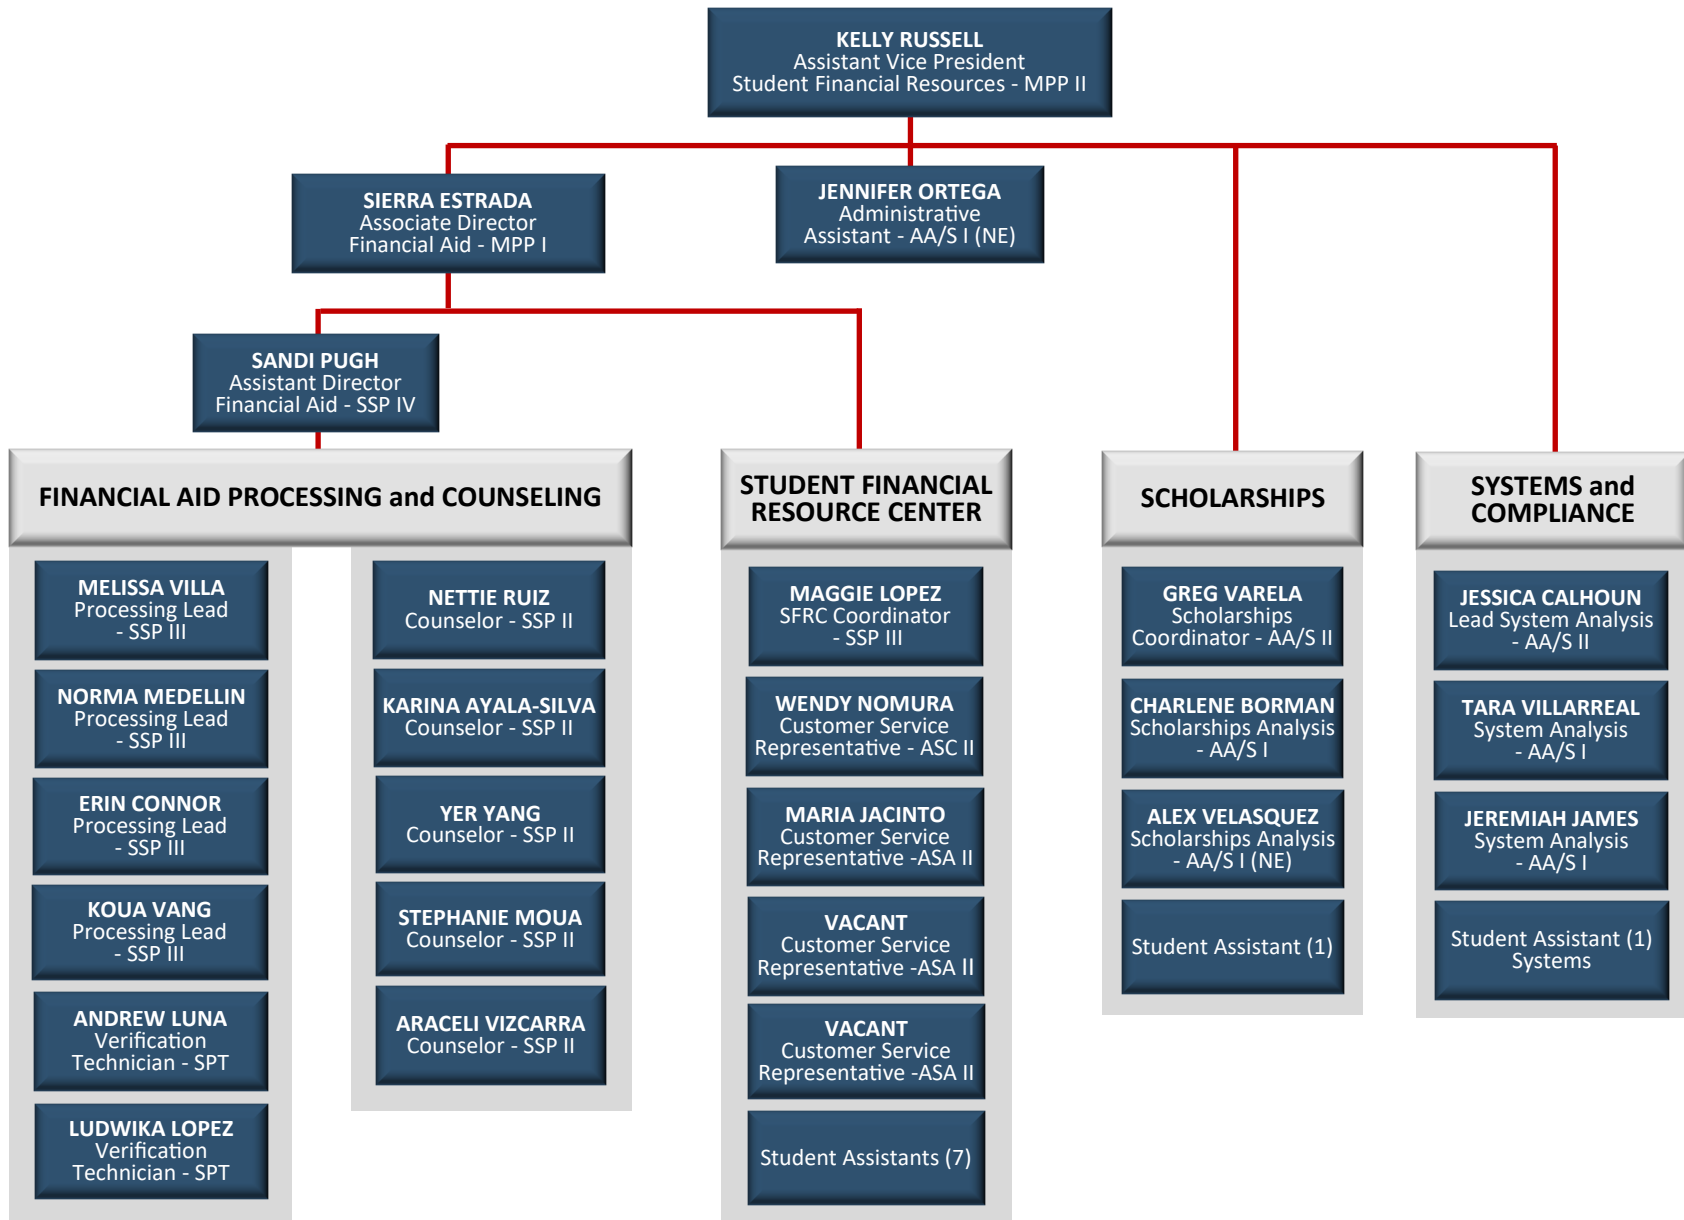 KELLY RUSSELL
Assistant Vice President
Student Financial Resources - MPP II
SIERRA ESTRADA
Associate Director
Financial Aid - MPP I
JENNIFER ORTEGA
Administrative
Assistant - AA/S I (NE)
SANDI PUGH
Assistant Director
Financial Aid - SSP IV
FINANCIAL AID PROCESSING and COUNSELING
MELISSA VILLA
Processing Lead
- SSP III
NORMA MEDELLIN
Processing Lead
- SSP III
ERIN CONNOR
Processing Lead
- SSP III
KOUA VANG
Processing Lead
- SSP III
ANDREW LUNA
Verification
Technician - SPT
LUDWIKA LOPEZ
Verification
Technician - SPT
NETTIE RUIZ
Counselor - SSP II
KARINA AYALA-SILVA
Counselor - SSP II
YER YANG
Counselor - SSP II
STEPHANIE MOUA
Counselor - SSP II
ARACELI VIZCARRA
Counselor - SSP II
STUDENT FINANCIAL
RESOURCE CENTER
MAGGIE LOPEZ
SFRC Coordinator
- SSP III
WENDY NOMURA
Customer Service
Representative - ASC II
MARIA JACINTO
Customer Service
Representative -ASA II
VACANT
Customer Service
Representative -ASA II
VACANT
Customer Service
Representative -ASA II
Student Assistants (7)
SCHOLARSHIPS
GREG VARELA
Scholarships
Coordinator - AA/S II
CHARLENE BORMAN
Scholarships Analysis
- AA/S I
ALEX VELASQUEZ
Scholarships Analysis
- AA/S I (NE)
Student Assistant (1)
SYSTEMS and
COMPLIANCE
JESSICA CALHOUN
Lead System Analysis
- AA/S II
TARA VILLARREAL
System Analysis
- AA/S I
JEREMIAH JAMES
System Analysis
- AA/S I
Student Assistant (1)
Systems